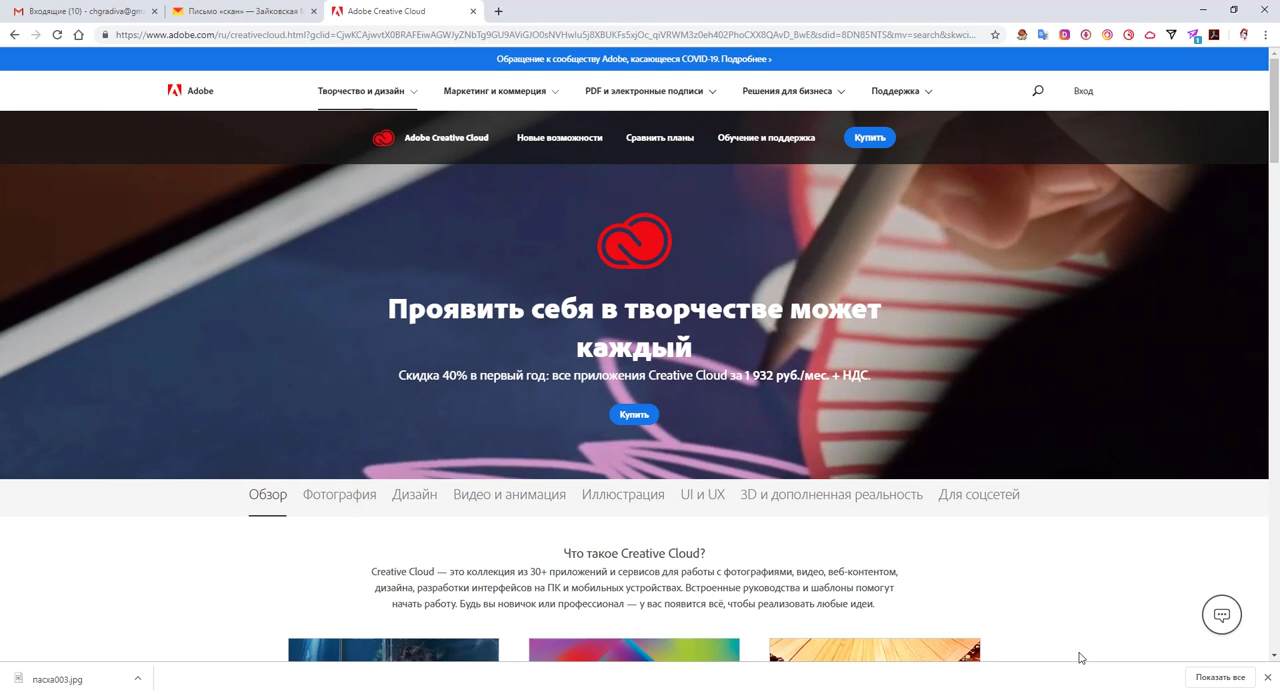 Входящие (10) - chgradiva@gm
Письмо «скан» — Зайковская М
Adobe Creative Cloud
https://www.adobe.com/ru/creativecloud.html?gclid=
Обращение к сообществу Adobe, касающееся COVID-19. Подробнее >
Adobe
Творчество и дизайн
Маркетинг и коммерция
PDF и электронные подписи
Решения для бизнеса
Поддержка
Вход
Adobe Creative Cloud
Новые возможности
Сравнить планы
Обучение и поддержка
Купить
Проявить себя в творчестве может
каждый
Скидка 40% в первый год: все приложения Creative Cloud за 1 932 руб./мес. + НДС.
Купить
Обзор
Фотография
Дизайн
Видео и анимация
Иллюстрация
UI и UX
3D и дополненная реальность
Для соцсетей
Что такое Creative Cloud?
Creative Cloud — это коллекция из 30+ приложений и сервисов для работы с фотографиями, видео, веб-контентом,
дизайна, разработки интерфейсов на ПК и мобильных устройствах. Встроенные руководства и шаблоны помогут
начать работу. Будь вы новичок или профессионал — у вас появится всё, чтобы реализовать любые идеи.
пасха003.jpg
Показать все